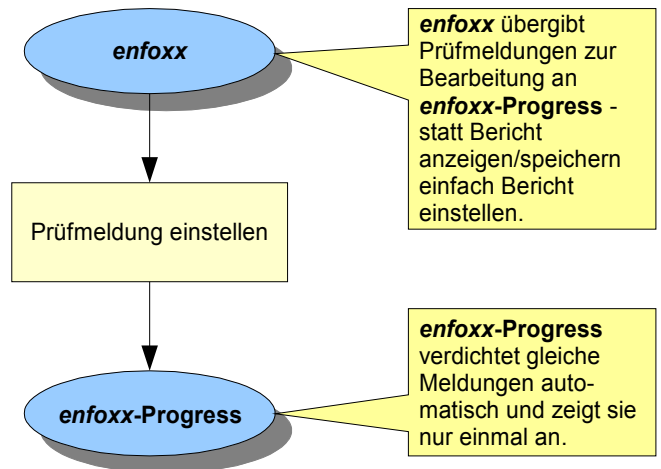 enfoxx
enfoxx übergibt
Prüfmeldungen zur
Bearbeitung an
enfoxx-Progress -
statt Bericht
anzeigen/speichern
einfach Bericht
einstellen.
Prüfmeldung einstellen
enfoxx-Progress
enfoxx-Progress
verdichtet gleiche
Meldungen auto-
matisch und zeigt sie
nur einmal an.